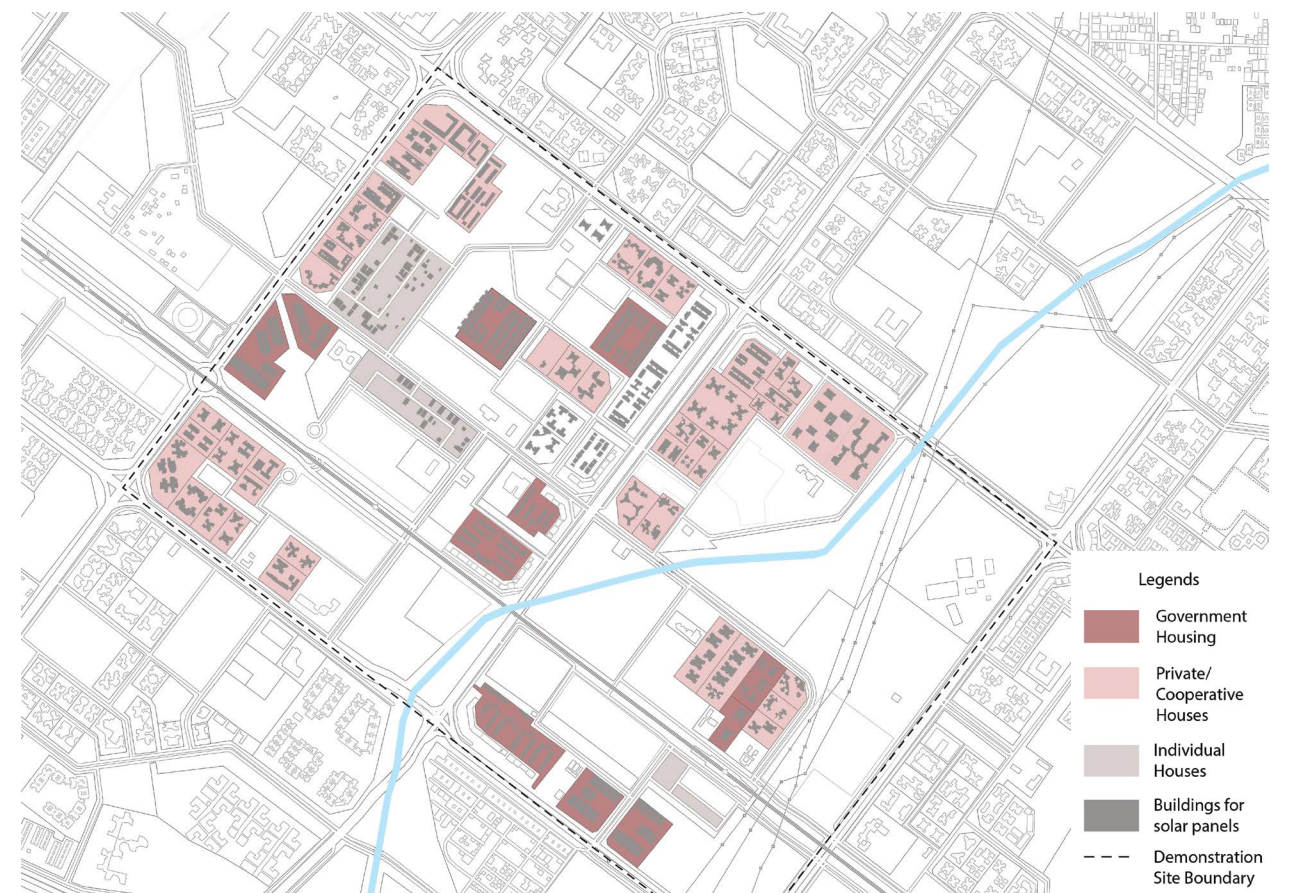 Legends
Government
Housing
Private/
Cooperative
Houses
Individual
Houses
Buildings for
solar panels
Demonstration
Site Boundary